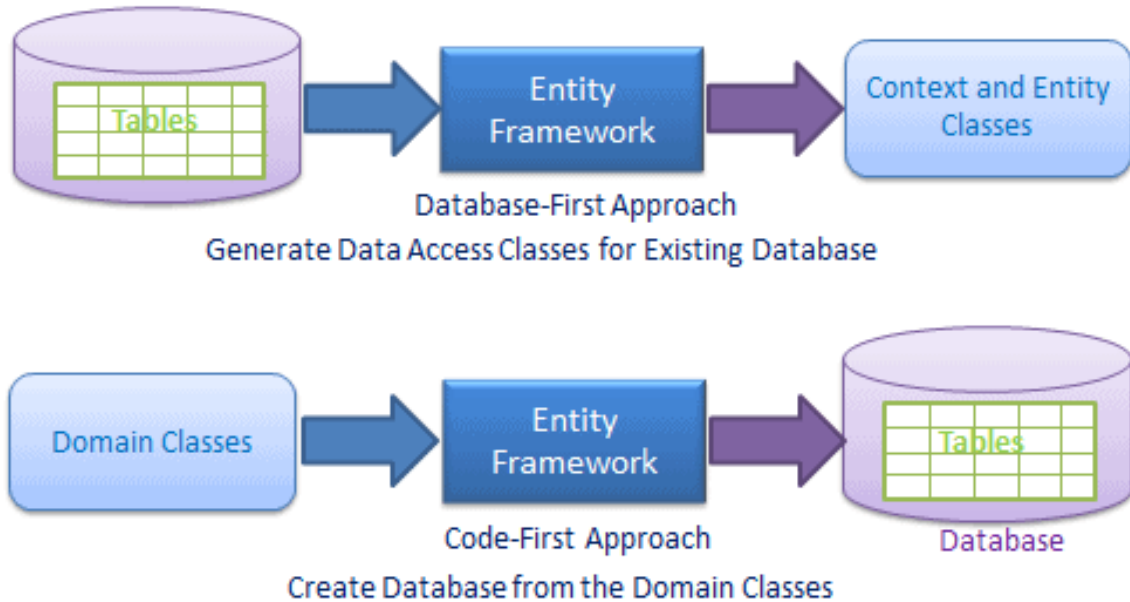 Tables
Entity
Framework
Context and Entity
Classes
Database-First Approach
Generate Data Access Classes for Existing Database
Domain Classes
Entity
Framework
Tables
Code-First Approach
Database
Create Database from the Domain Classes